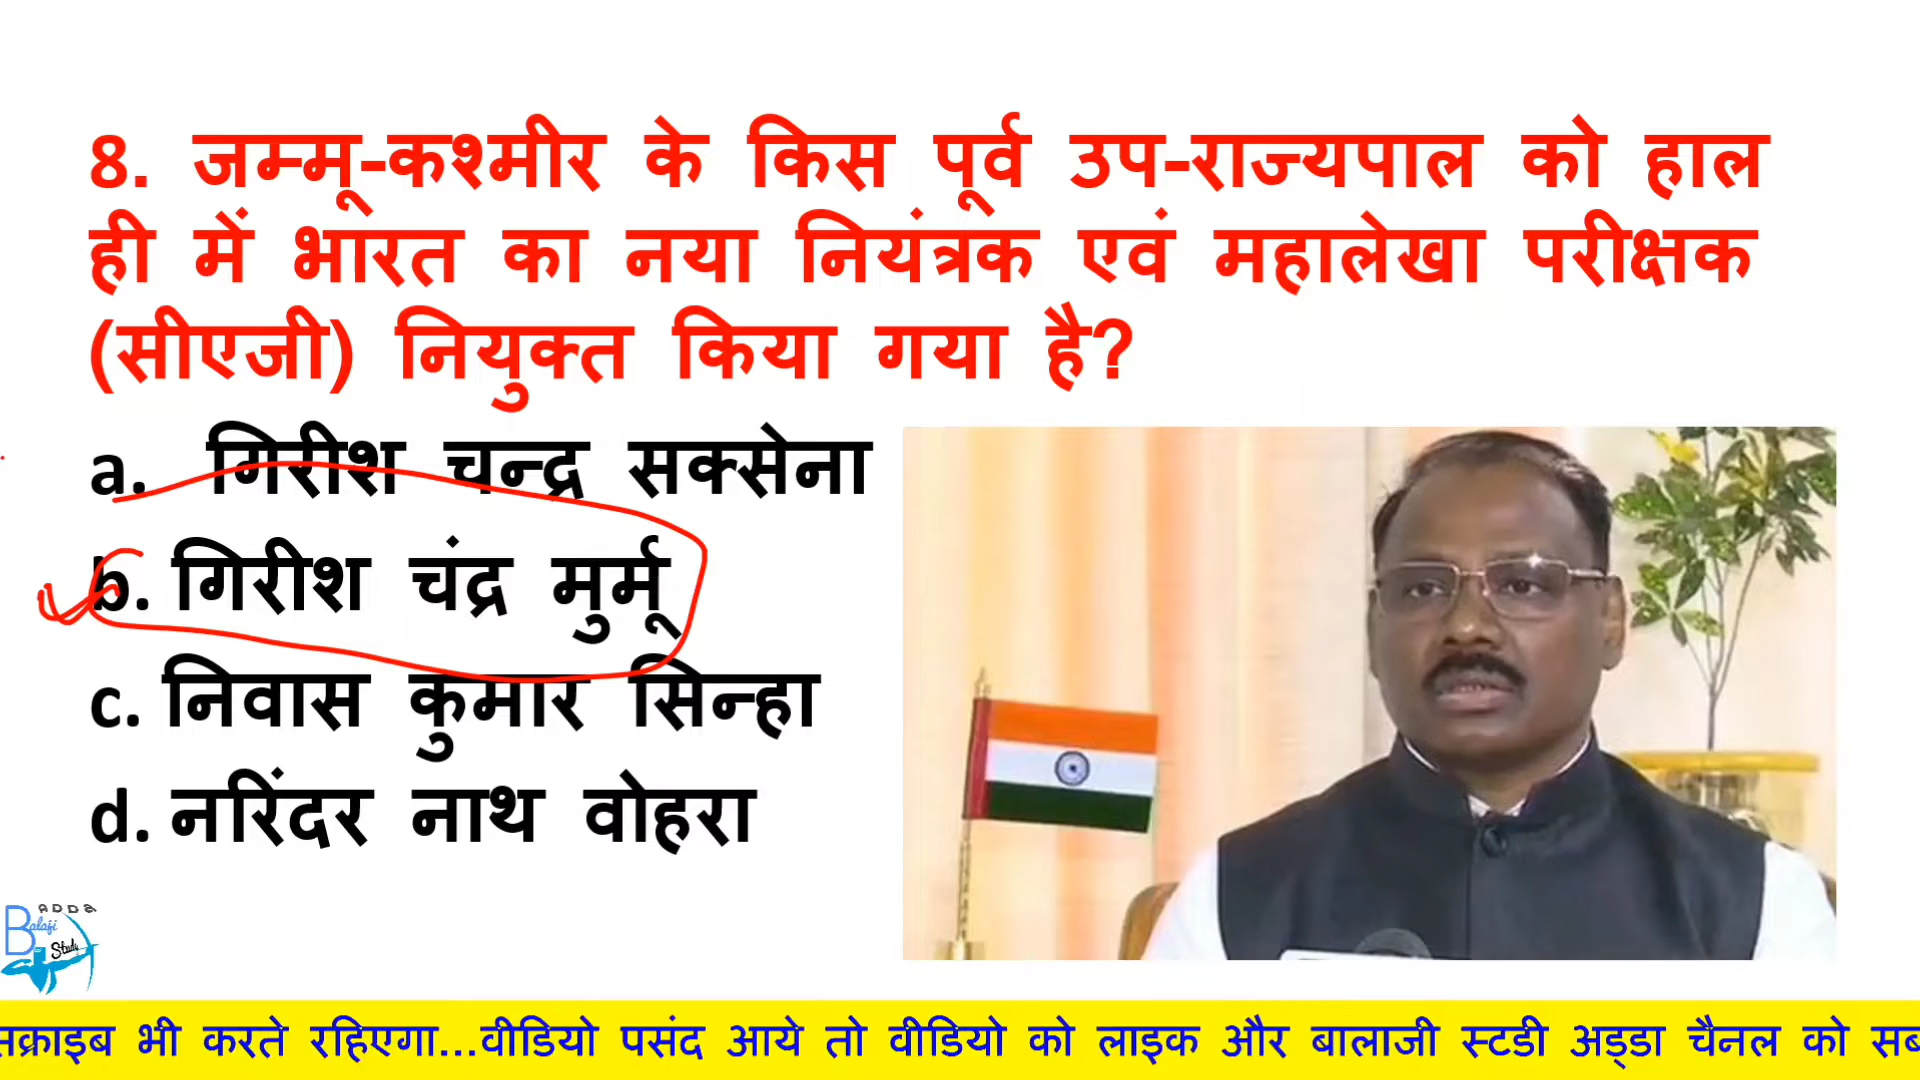 8. जम्मू-कश्मीर के किस पूर्व उप-राज्यपाल को हाल
ही में भारत का नया नियंत्रक एवं महालेखा परीक्षक
(सीएजी) नियुक्त किया गया है?
a. गिरीश चन्द्र सक्सेना
b. गिरीश चंद्र मुर्मू
c. निवास कुमार सिन्हा
d. नरिंदर नाथ वोहरा
ADDA
Balaji
Study
सक्राइब भी करते रहिएगा...वीडियो पसंद आये तो वीडियो को लाइक और बालाजी स्टडी अड्डा चैनल को सब